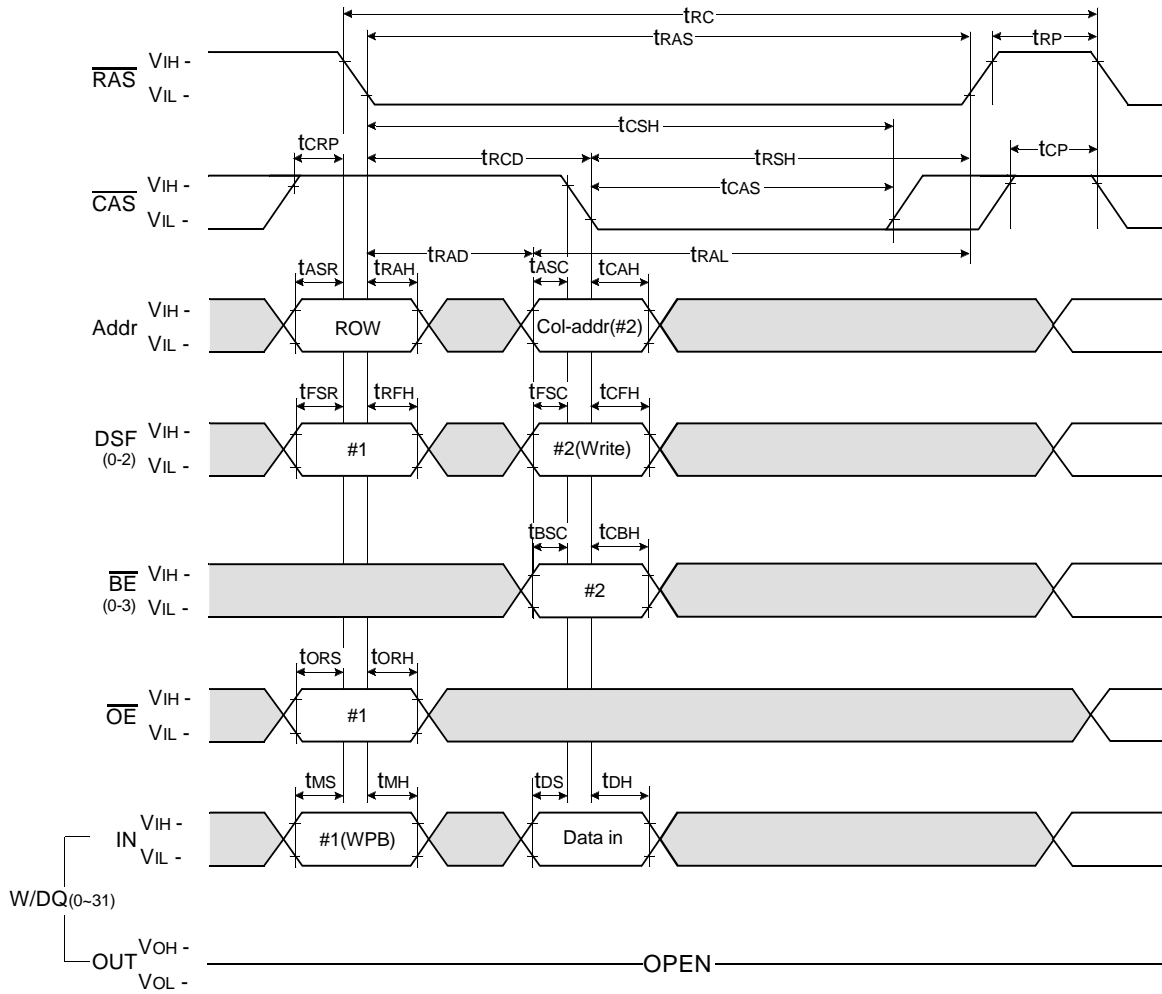 tRC
tRAS
tRP
RAS
VIH -
VIL -
tCSH
tCRP
tRCD
tRSH
tCP
CAS
VIH -
VIL -
tCAS
tRAD
tRAL
tASR
tRAH
tASC
tCAH
Addr
VIH -
VIL -
ROW
Col-addr(#2)
tFSR
tRFH
tFSC
tCFH
DSF
(0-2)
VIH -
VIL -
#1
#2(Write)
tBSC
tCBH
BE
(0-3)
VIH -
VIL -
#2
tORS
tORH
OE
VIH -
VIL -
#1
tMS
tMH
tDS
tDH
IN
VIH -
VIL -
#1(WPB)
Data in
W/DQ(0~31)
OUT
VOH -
VOL -
OPEN